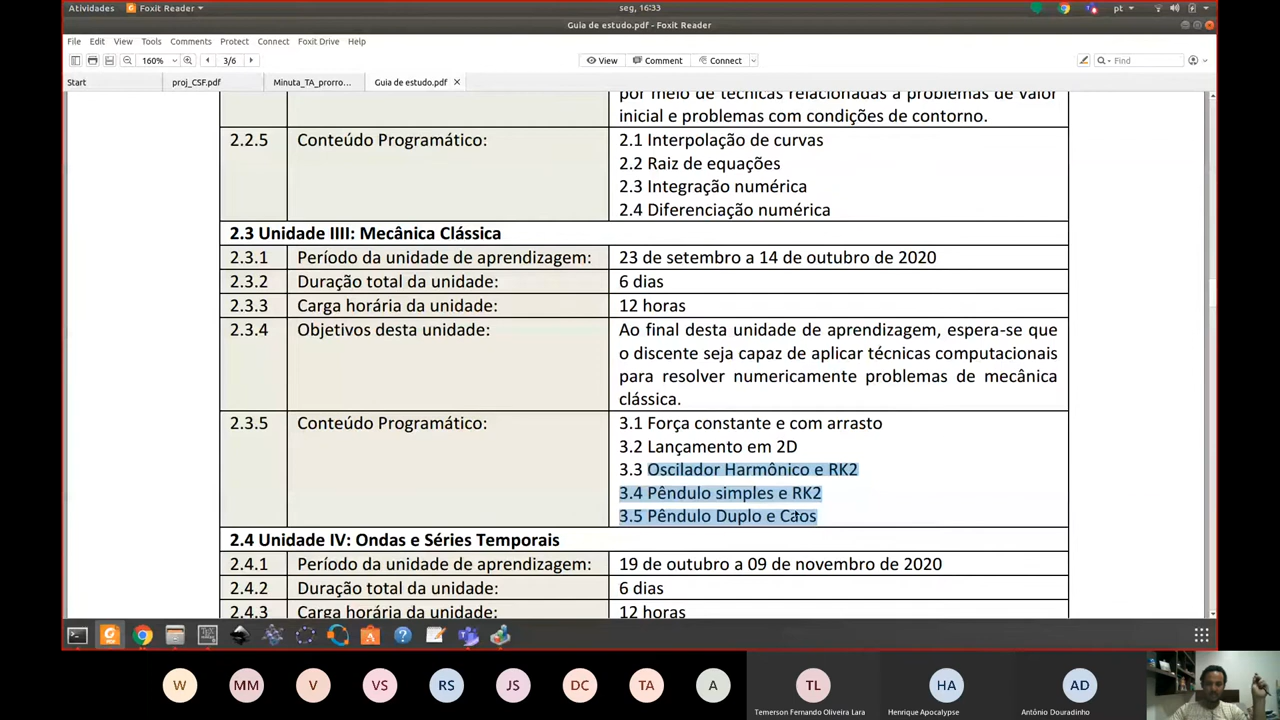 Atividades
Foxit Reader
seg, 16:33
pt
Guia de estudo.pdf - Foxit Reader
File Edit View Tools Comments Protect Connect Foxit Drive Help
160%
3/6
View
Comment
Connect
Find
Start
proj_CSF.pdf
Minuta_TA_prorro...
Guia de estudo.pdf
por meio de técnicas relacionadas a problemas de valor
inicial e problemas com condições de contorno.
2.2.5 Conteúdo Programático: 2.1 Interpolação de curvas
2.2 Raiz de equações
2.3 Integração numérica
2.4 Diferenciação numérica
2.3 Unidade IIII: Mecânica Clássica
2.3.1 Período da unidade de aprendizagem: 23 de setembro a 14 de outubro de 2020
2.3.2 Duração total da unidade: 6 dias
2.3.3 Carga horária da unidade: 12 horas
2.3.4 Objetivos desta unidade: Ao final desta unidade de aprendizagem, espera-se que
o discente seja capaz de aplicar técnicas computacionais
para resolver numericamente problemas de mecânica
clássica.
2.3.5 Conteúdo Programático: 3.1 Força constante e com arrasto
3.2 Lançamento em 2D
3.3 Oscilador Harmônico e RK2
3.4 Pêndulo simples e RK2
3.5 Pêndulo Duplo e Caos
2.4 Unidade IV: Ondas e Séries Temporais
2.4.1 Período da unidade de aprendizagem: 19 de outubro a 09 de novembro de 2020
2.4.2 Duração total da unidade: 6 dias
2.4.3 Carga horária da unidade: 12 horas
W MM V VS RS JS DC TA A TL HA AD
Temerson Fernando Oliveira Lara
Henrique Apocalypse
Antônio Douradinho